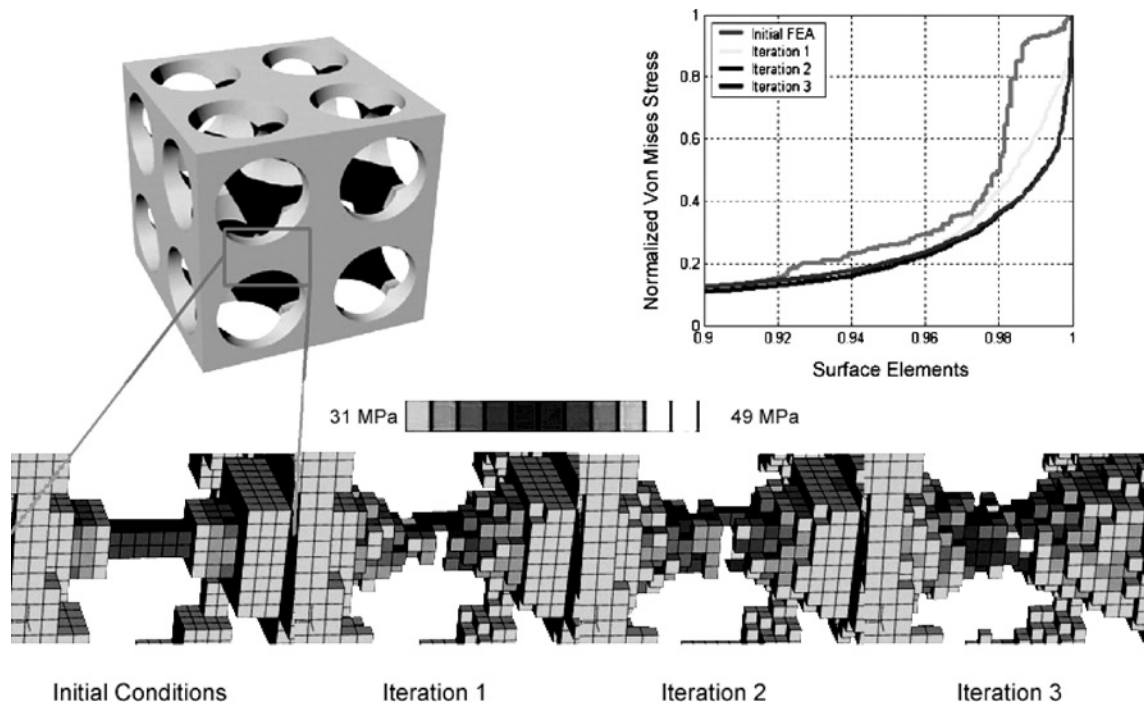 1
Initial FEA
Iteration 1
Iteration 2
Iteration 3
0.8
0.6
0.4
0.2
0
0.9
0.92
0.94
0.96
0.98
1
Normalized Von Mises Stress
Surface Elements
31 MPa
49 MPa
Initial Conditions
Iteration 1
Iteration 2
Iteration 3